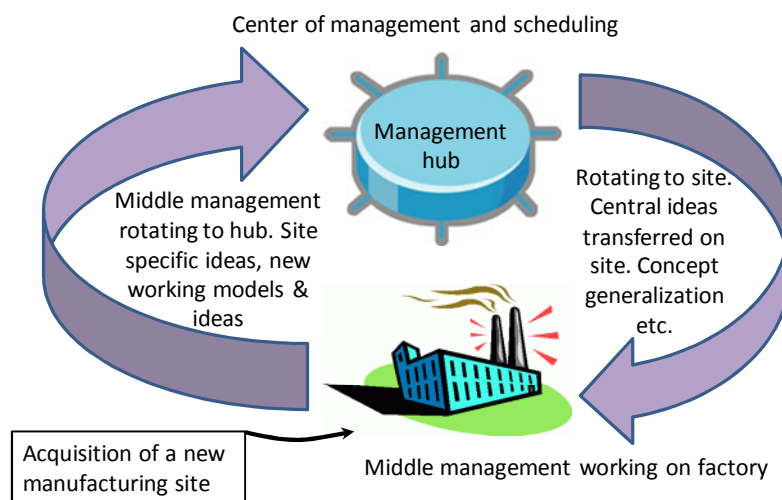 Center of management and scheduling
Management
hub
Middle management
rotating to hub. Site
specific ideas, new
working models &
ideas
Rotating to site.
Central ideas
transferred on
site. Concept
generalization
etc.
Acquisition of a new
manufacturing site
Middle management working on factory